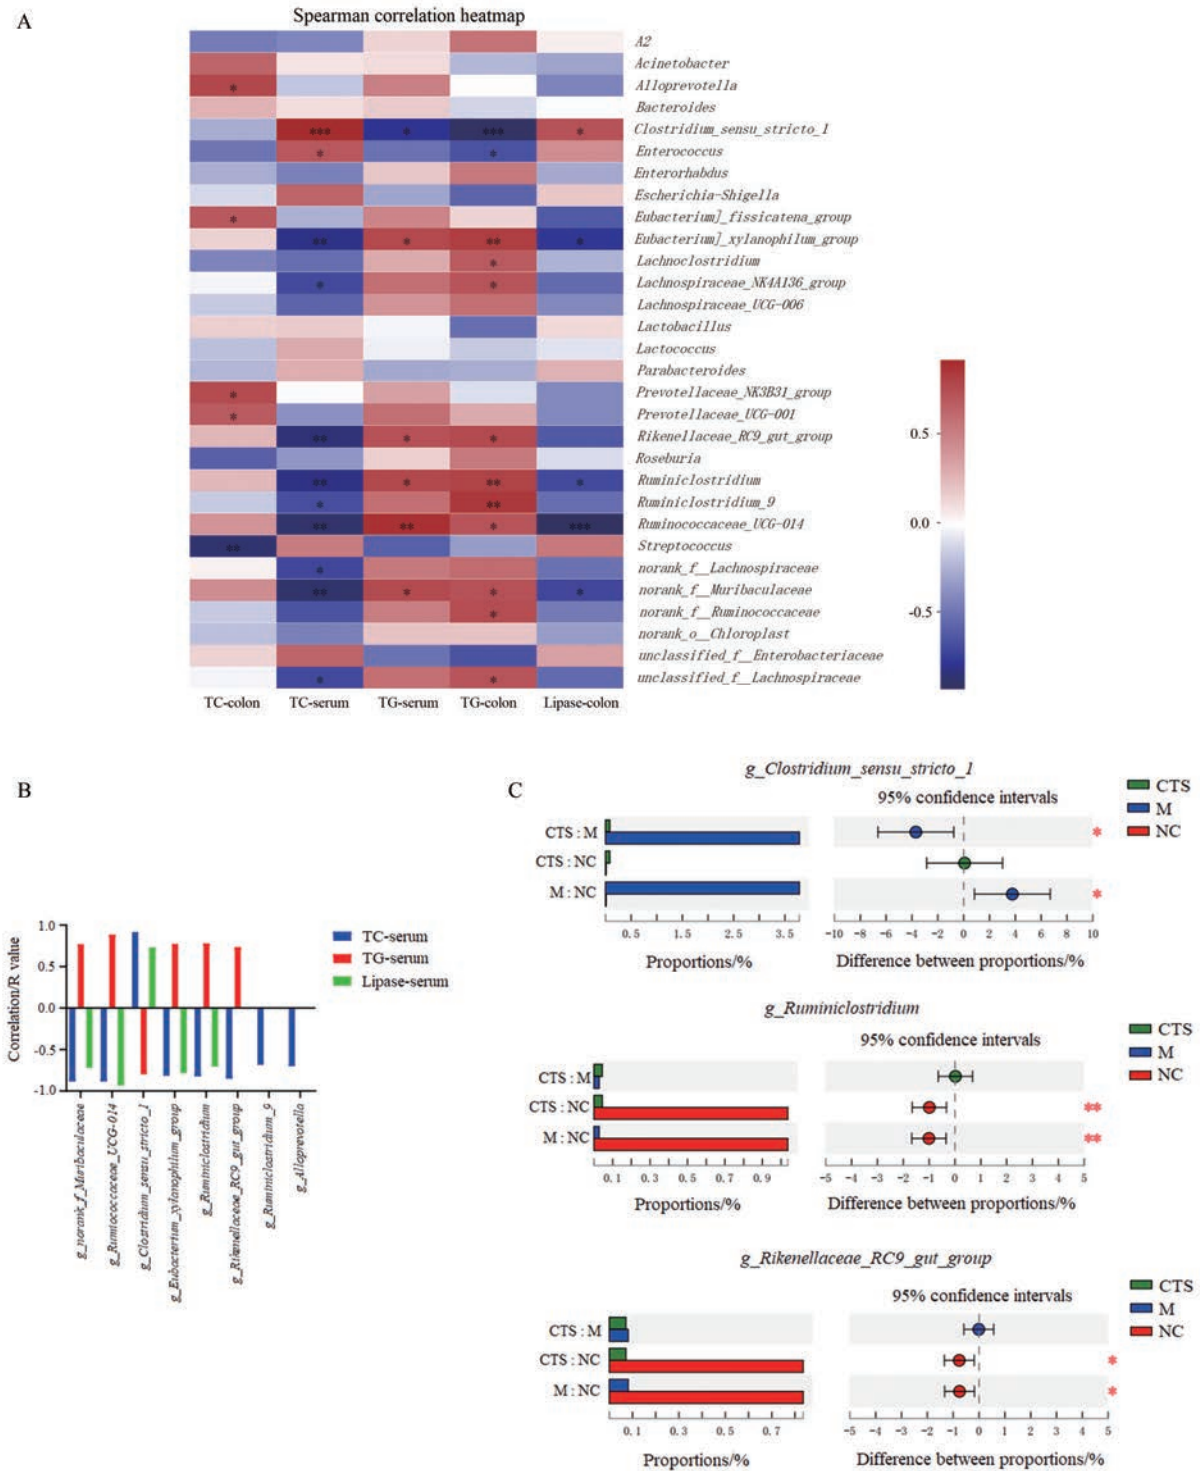 A
Spearman correlation heatmap
A2
Acinetobacter
*
Alloprevotella
Bacteroides
*** * *** * Clostridium_sensu_stricto_1
* * Enterococcus
Enterorhabdus
Escherichia-Shigella
* Eubacterium]_fissicatena_group
** * ** * Eubacterium]_xylanophilum_group
* Lachnoclostridium
* * Lachnospiraceae_NK4A136_group
Lachnospiraceae_UCG-006
Lactobacillus
Lactococcus
Parabacteroides
* Prevotellaceae_NK3B31_group
* Prevotellaceae_UCG-001
** * * Rikenellaceae_RC9_gut_group
Roseburia
** * ** * Ruminiclostridium
* ** Ruminiclostridium_9
** ** * *** Ruminococcaceae_UCG-014
** Streptococcus
* norank_f__Lachnospiraceae
** * * * norank_f__Muribaculaceae
* norank_f__Ruminococcaceae
norank_o__Chloroplast
unclassified_f__Enterobacteriaceae
* * unclassified_f__Lachnospiraceae
TC-colon TC-serum TG-serum TG-colon Lipase-colon
0.5
0.0
-0.5
B
Correlation/R value
1.0
0.5
0.0
-0.5
-1.0
TC-serum
TG-serum
Lipase-serum
g_norank_f_Muribaculaceae
g_Rumiococcaceae_UCG-014
g_Clostridium_sensu_stricto_1
g_Eubacterium_xylanophilum_group
g_Ruminiclostridium
g_Rikenellaceae_RC9_gut_group
g_Ruminiclostridium_9
g_Alloprevotella
C
g_Clostridium_sensu_stricto_1
95% confidence intervals
CTS
M
NC
CTS : M *
CTS : NC
M : NC *
0.5 1.5 2.5 3.5
-10 -8 -6 -4 -2 0 2 4 6 8 10
Proportions/% Difference between proportions/%
g_Ruminiclostridium
95% confidence intervals
CTS
M
NC
CTS : M
CTS : NC **
M : NC **
0.1 0.3 0.5 0.7 0.9
-5 -4 -3 -2 -1 0 1 2 3 4 5
Proportions/% Difference between proportions/%
g_Rikenellaceae_RC9_gut_group
95% confidence intervals
CTS
M
NC
CTS : M
CTS : NC *
M : NC *
0.1 0.3 0.5 0.7
-5 -4 -3 -2 -1 0 1 2 3 4 5
Proportions/% Difference between proportions/%